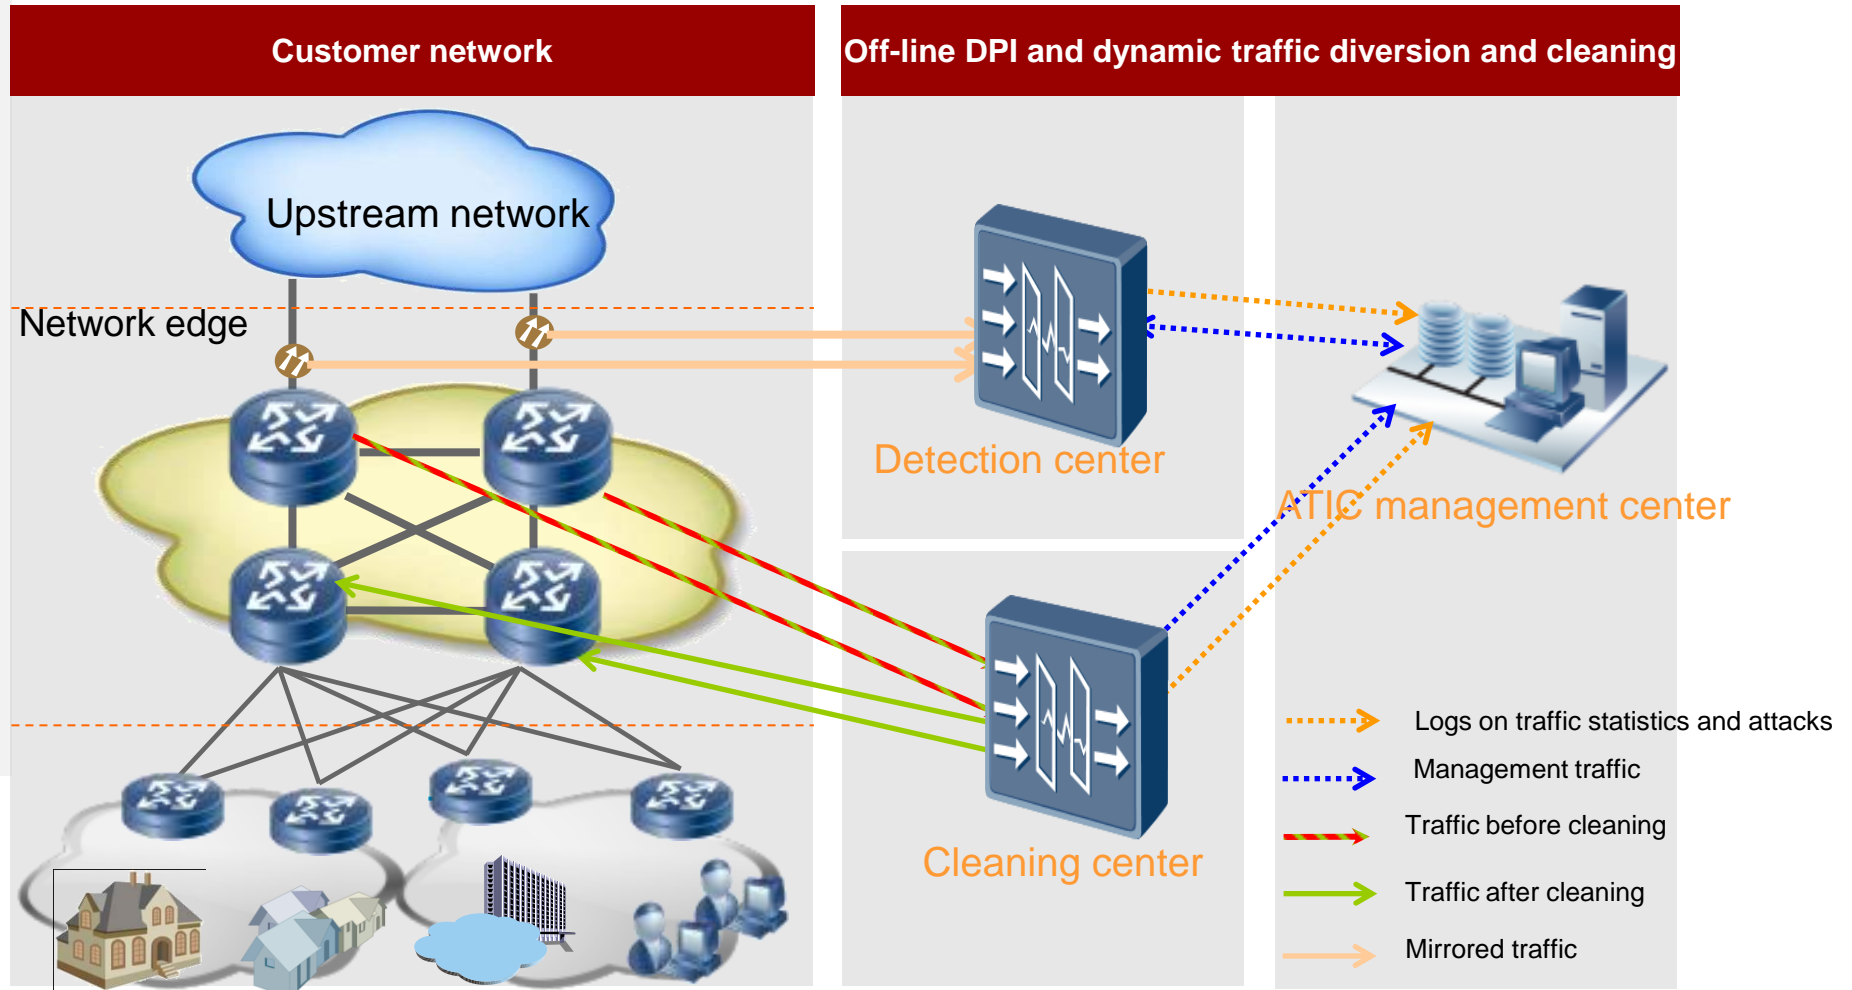 Customer network
Off-line DPI and dynamic traffic diversion and cleaning
Upstream network
Network edge
Detection center
ATIC management center
Cleaning center
Logs on traffic statistics and attacks
Management traffic
Traffic before cleaning
Traffic after cleaning
Mirrored traffic